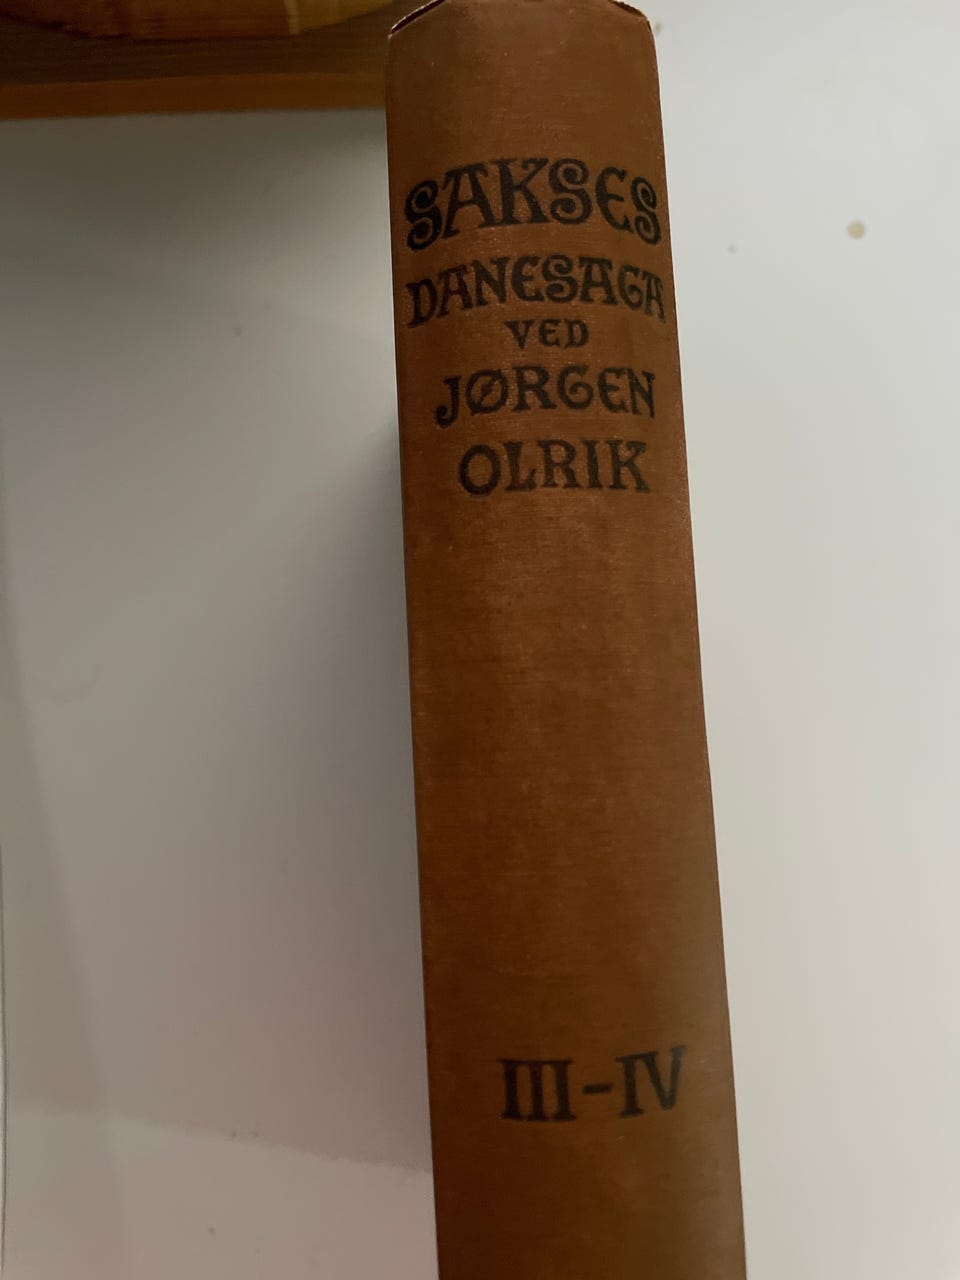 SAKSES
DANESAGA
VED
JØRGEN
OLRIK
III-IV